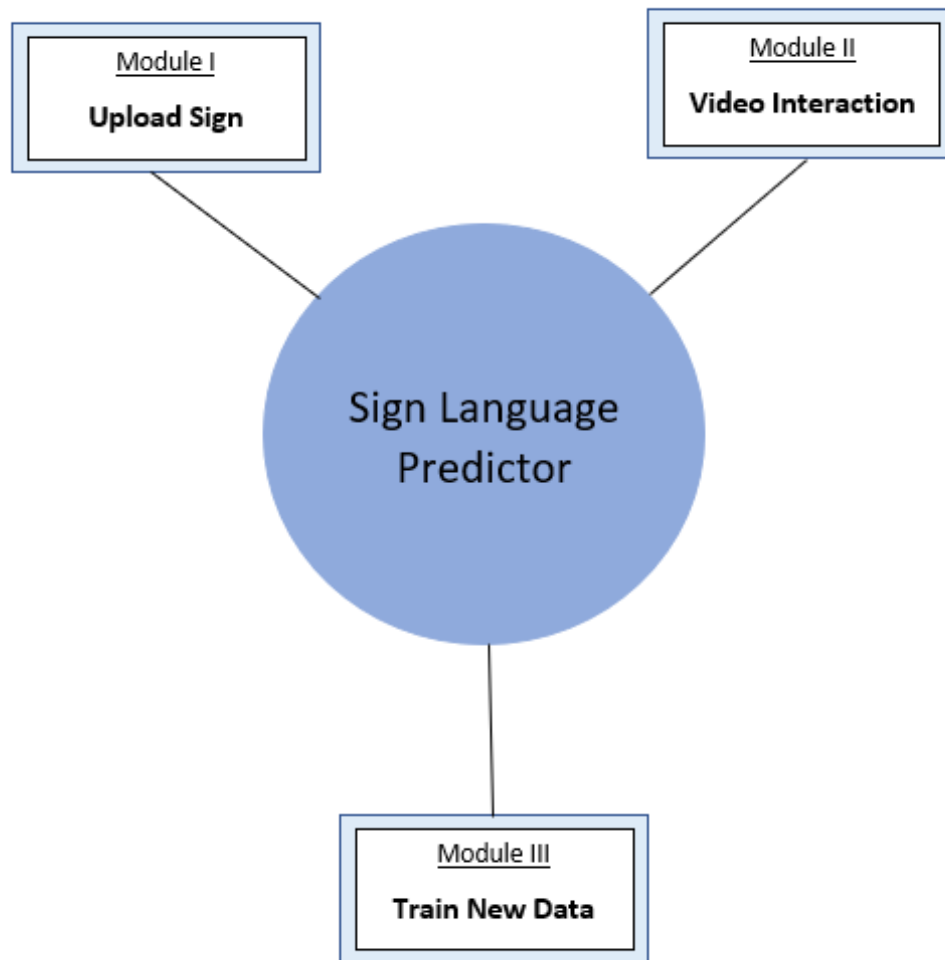 Module I
Upload Sign
Module II
Video Interaction
Sign Language
Predictor
Module III
Train New Data